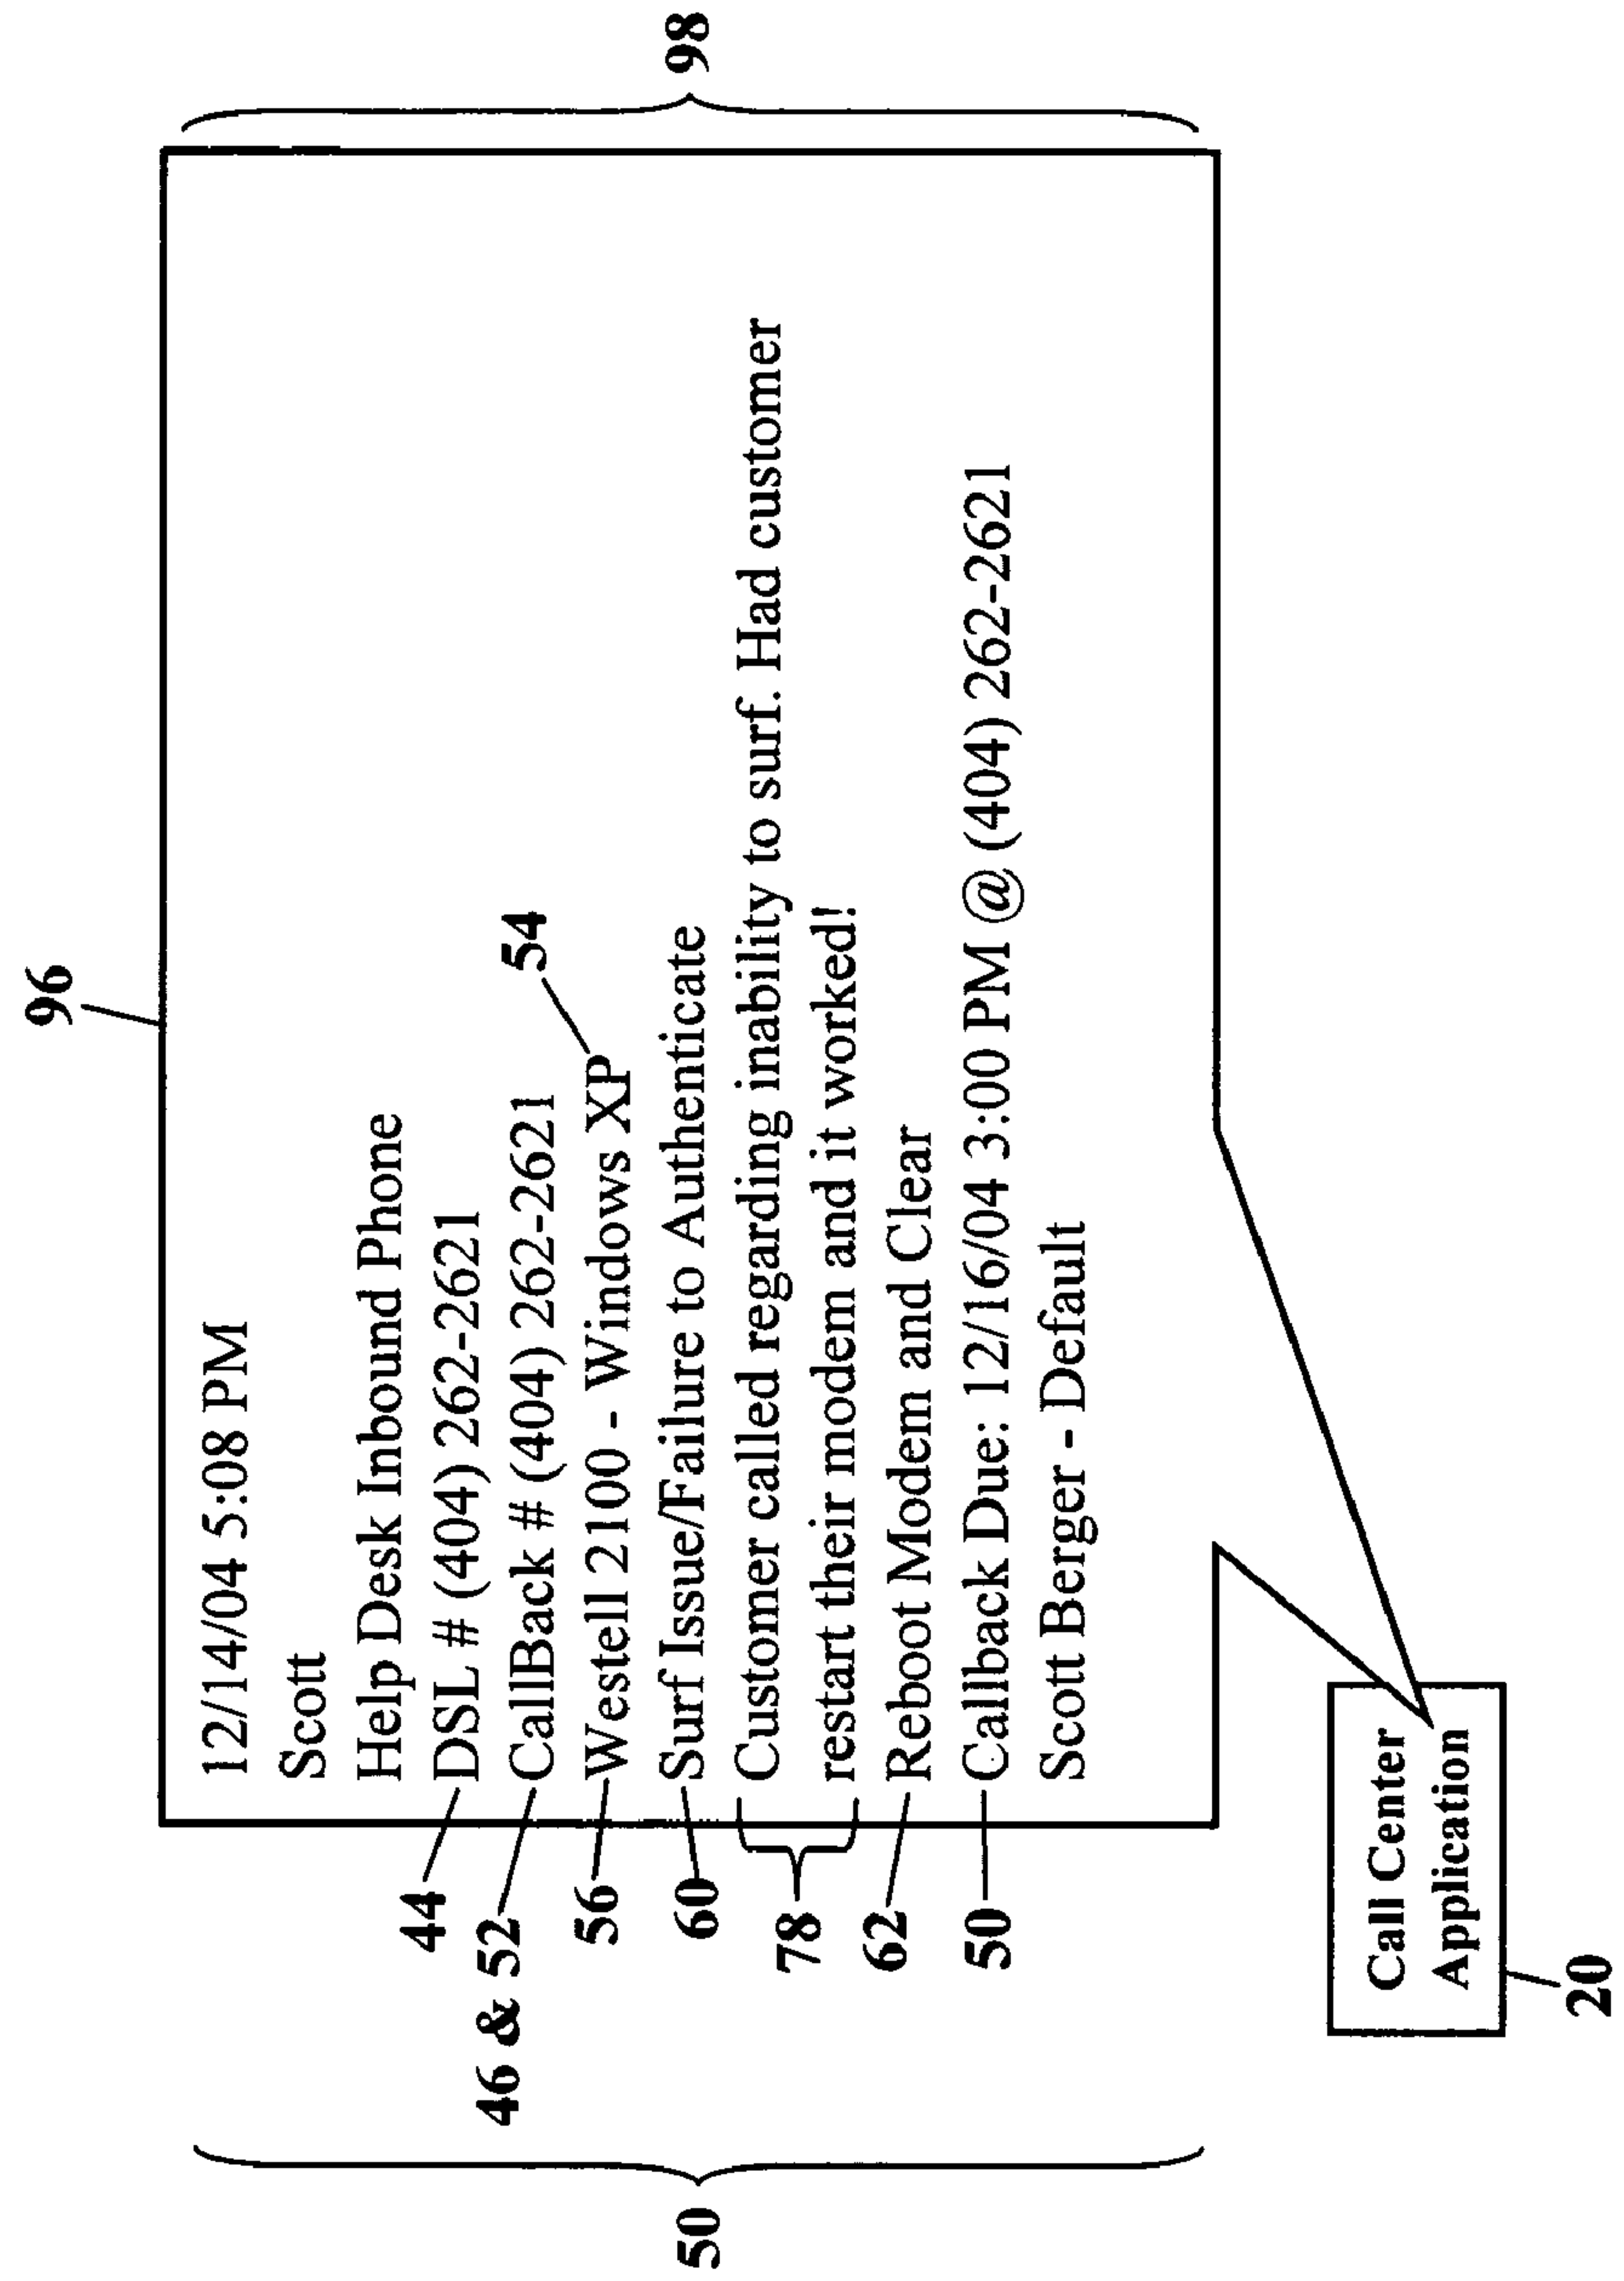 96
12/14/04 5:08 PM
Scott
Help Desk Inbound Phone
44 DSL # (404) 262-2621
46 & 52 CallBack # (404) 262-2621
54
56 Westell 2100 - Windows XP
60 Surf Issue/Failure to Authenticate
78 Customer called regarding inability to surf. Had customer
restart their modem and it worked!
62 Reboot Modem and Clear
50 Callback Due: 12/16/04 3:00 PM @ (404) 262-2621
Scott Berger - Default
50
98
Call Center
Application
20